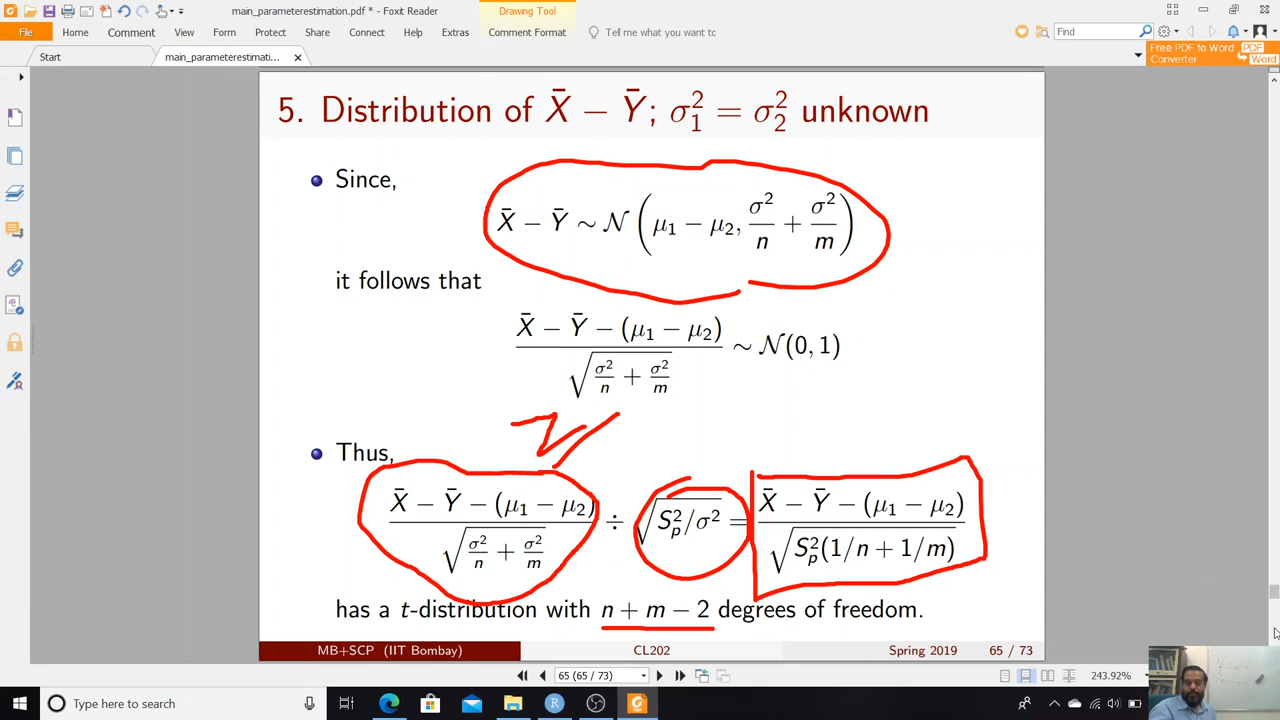 main_parameterestimation.pdf * - Foxit Reader
Drawing Tool
File Home Comment View Form Protect Share Connect Help Extras Comment Format Tell me what you want to c Find
Start main_parameterestimati... Free PDF to Word Converter PDF Word
5. Distribution of X̄ − Ȳ; σ₁² = σ₂² unknown
Since,
X̄ − Ȳ ~ N (μ₁ − μ₂, σ²/n + σ²/m)
it follows that
X̄ − Ȳ − (μ₁ − μ₂) / √(σ²/n + σ²/m) ~ N(0, 1)
Thus,
X̄ − Ȳ − (μ₁ − μ₂) / √(σ²/n + σ²/m) ÷ √(Sₚ²/σ²) = X̄ − Ȳ − (μ₁ − μ₂) / √(Sₚ²(1/n + 1/m))
has a t-distribution with n + m − 2 degrees of freedom.
MB+SCP (IIT Bombay) CL202 Spring 2019 65 / 73
65 (65 / 73) 243.92%
Type here to search